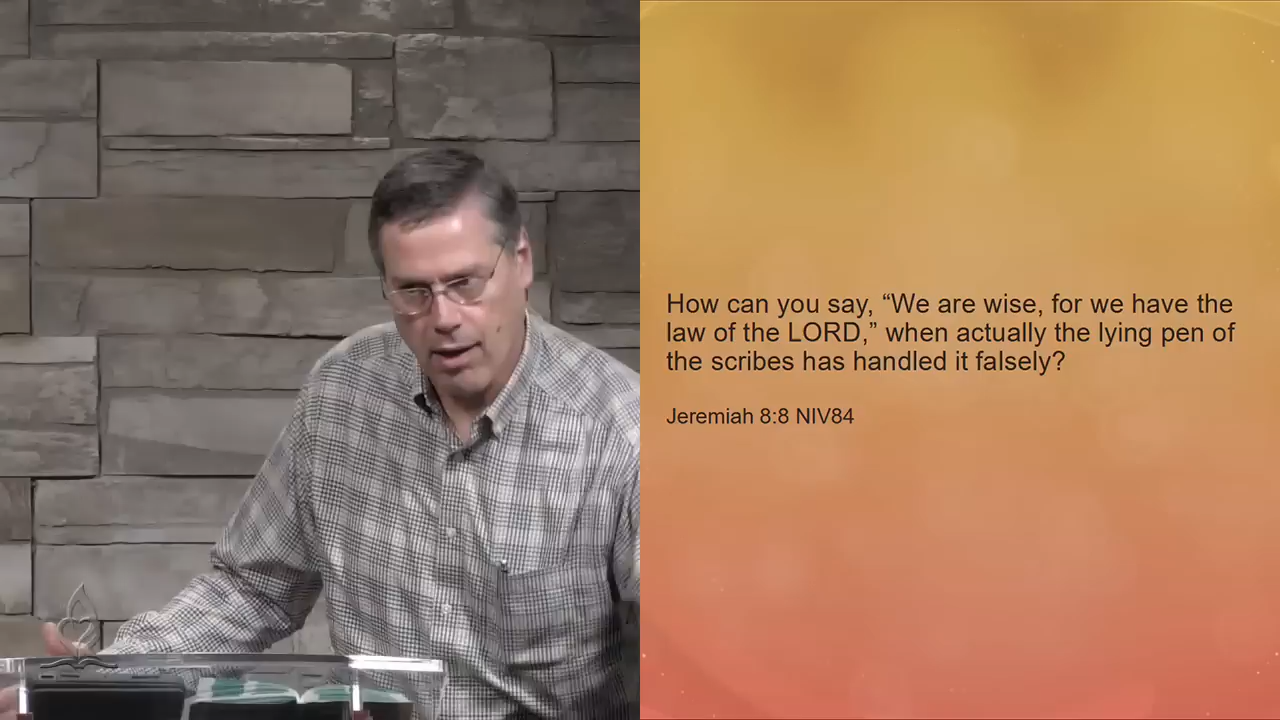 How can you say, “We are wise, for we have the
law of the LORD,” when actually the lying pen of
the scribes has handled it falsely?
Jeremiah 8:8 NIV84